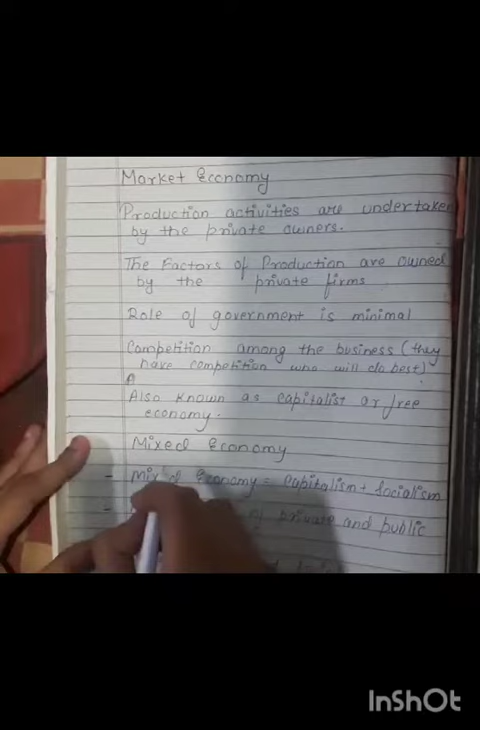 Market Economy
Production activities are undertaken
by the private owners.
The Factors of Production are owned
by the private firms
Role of government is minimal
Competition among the business (they
have competition who will do best)
Also known as capitalist or free
economy.
Mixed Economy
- Mixed Economy = capitalism + socialism
- of private and public
InShOt